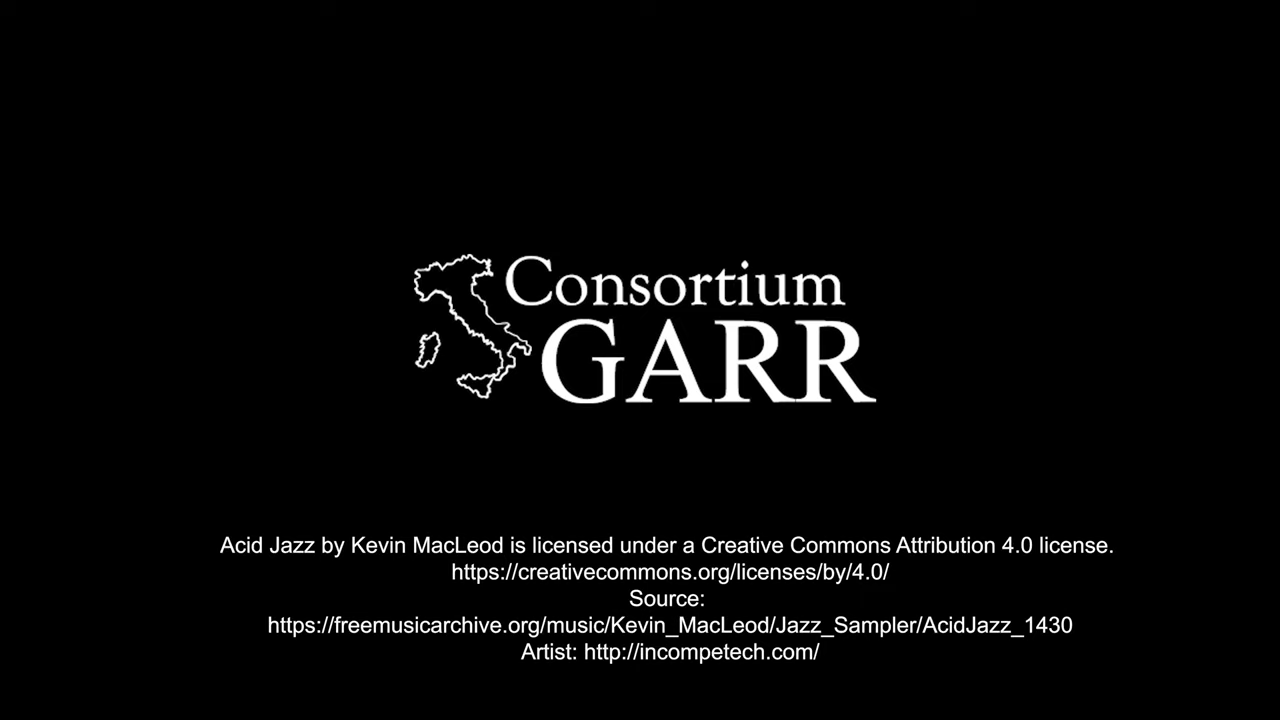 Consortium
GARR
Acid Jazz by Kevin MacLeod is licensed under a Creative Commons Attribution 4.0 license.
https://creativecommons.org/licenses/by/4.0/
Source:
https://freemusicarchive.org/music/Kevin_MacLeod/Jazz_Sampler/AcidJazz_1430
Artist: http://incompetech.com/